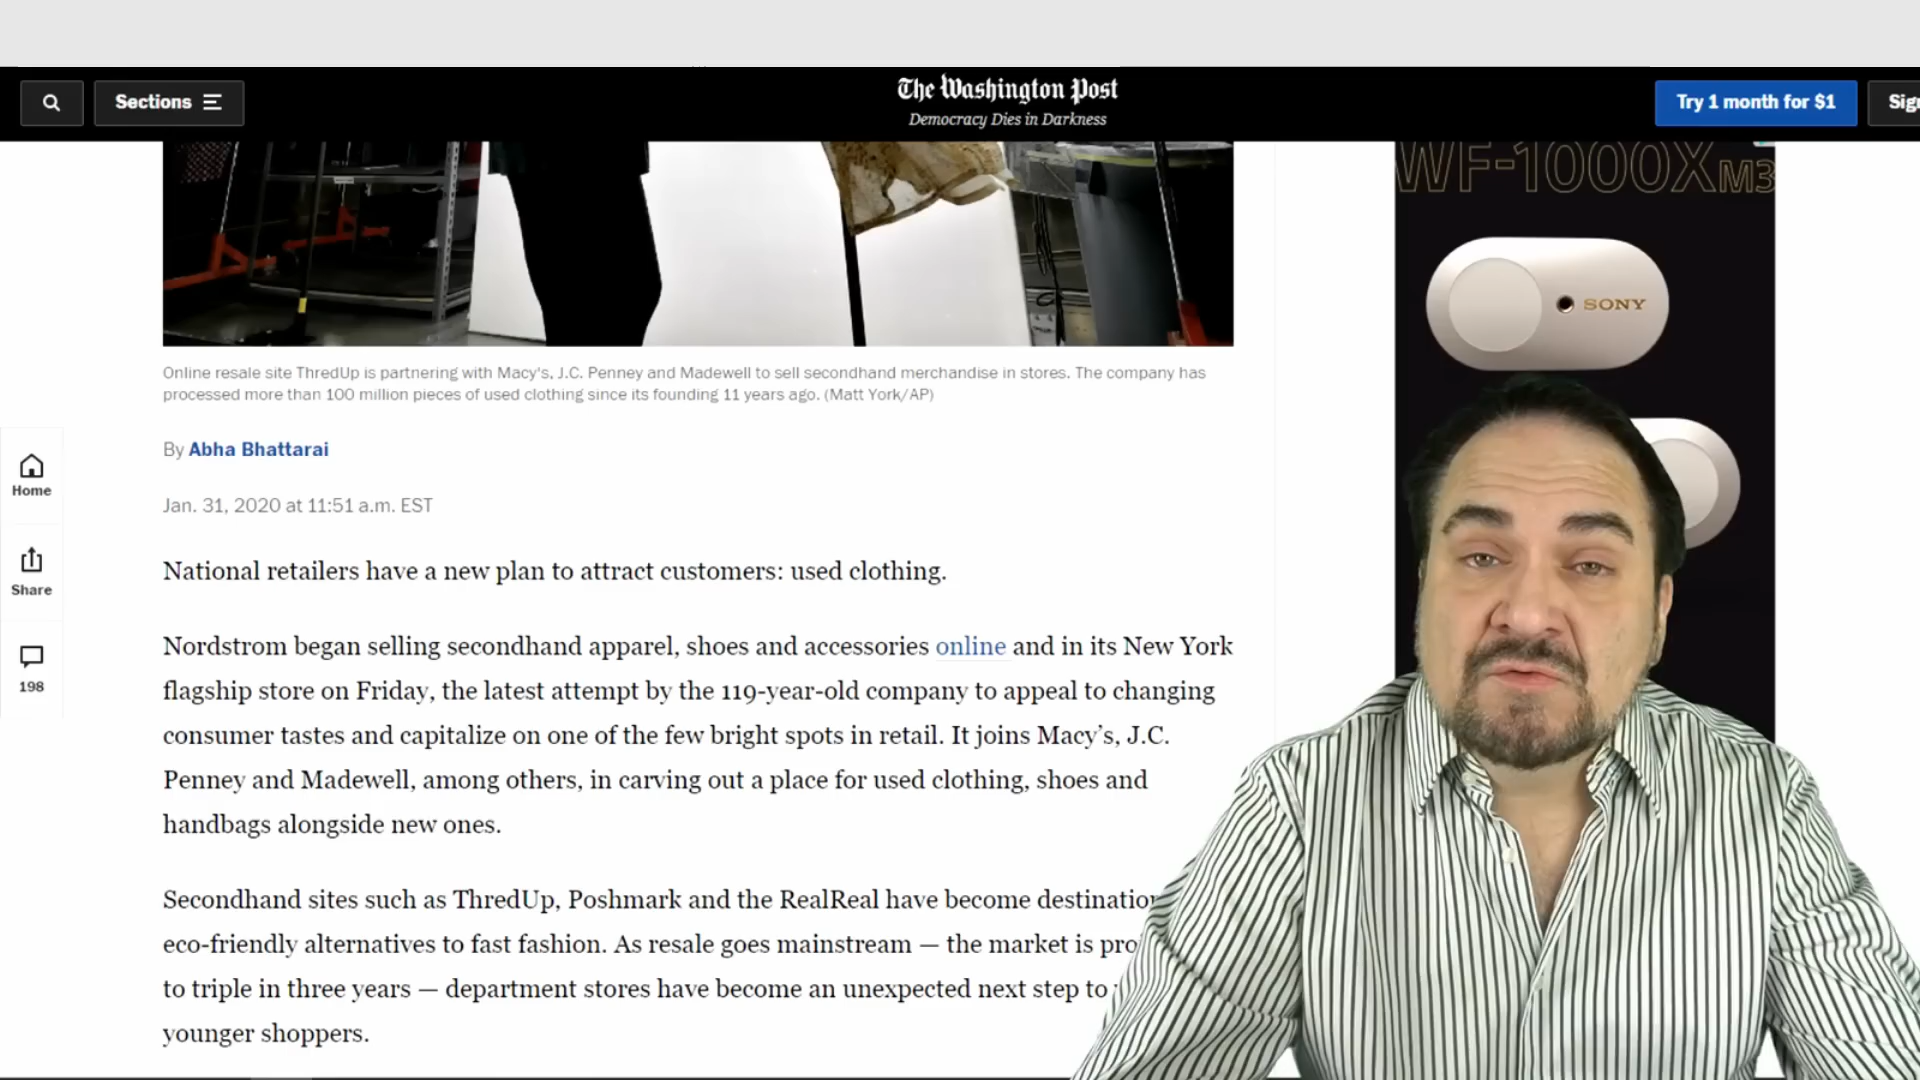 Sections
The Washington Post
Democracy Dies in Darkness
Try 1 month for $1
WF-1000XM3
SONY
Online resale site ThredUp is partnering with Macy's, J.C. Penney and Madewell to sell secondhand merchandise in stores. The company has
processed more than 100 million pieces of used clothing since its founding 11 years ago. (Matt York/AP)
By Abha Bhattarai
Jan. 31, 2020 at 11:51 a.m. EST
Home
Share
198
National retailers have a new plan to attract customers: used clothing.
Nordstrom began selling secondhand apparel, shoes and accessories online and in its New York
flagship store on Friday, the latest attempt by the 119-year-old company to appeal to changing
consumer tastes and capitalize on one of the few bright spots in retail. It joins Macy’s, J.C.
Penney and Madewell, among others, in carving out a place for used clothing, shoes and
handbags alongside new ones.
Secondhand sites such as ThredUp, Poshmark and the RealReal have become
eco-friendly alternatives to fast fashion. As resale goes mainstream — the market is
to triple in three years — department stores have become an unexpected next step to
younger shoppers.